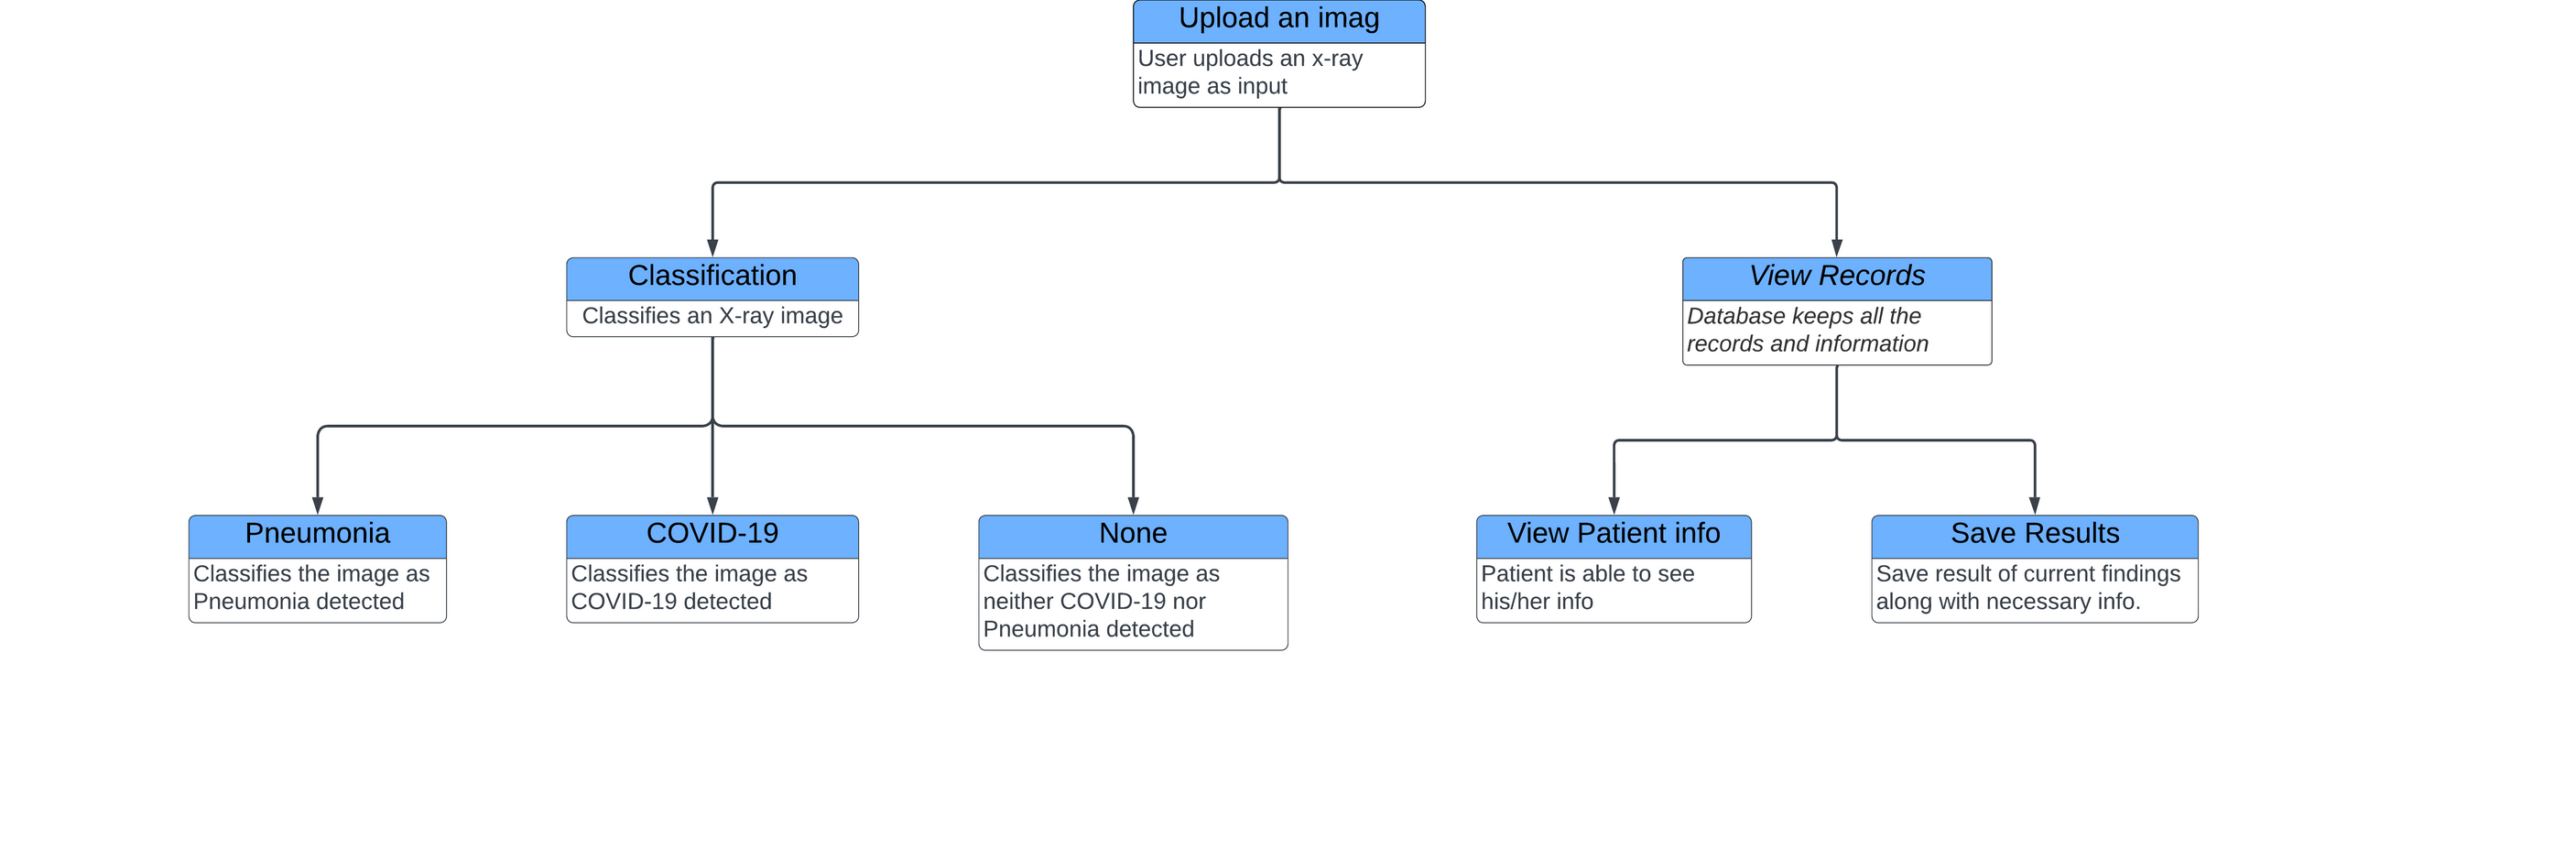 Upload an imag
User uploads an x-ray
image as input
Classification
Classifies an X-ray image
View Records
Database keeps all the
records and information
Pneumonia
Classifies the image as
Pneumonia detected
COVID-19
Classifies the image as
COVID-19 detected
None
Classifies the image as
neither COVID-19 nor
Pneumonia detected
View Patient info
Patient is able to see
his/her info
Save Results
Save result of current findings
along with necessary info.